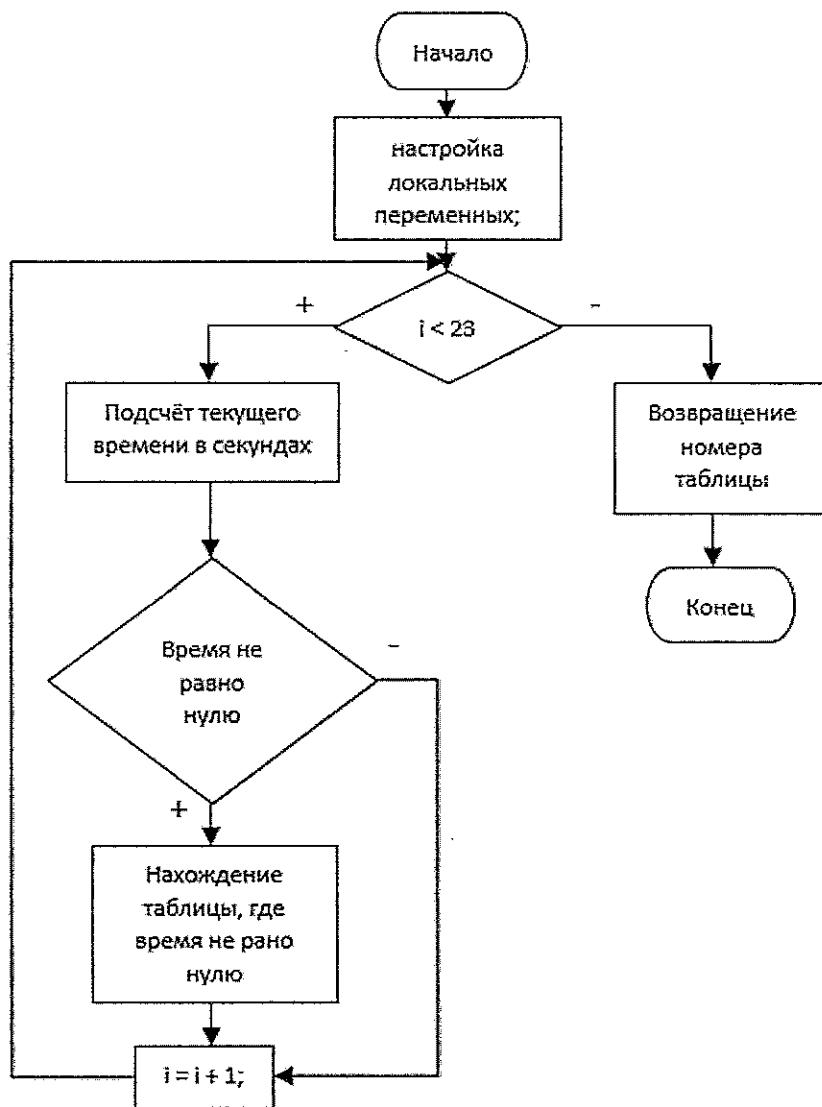 Начало
настройка
локальных
переменных;
+
-
i < 23
Подсчёт текущего
времени в секундах
Возвращение
номера
таблицы
Конец
Время не
равно
нулю
-
+
Нахождение
таблицы, где
время не рано
нулю
i = i + 1;